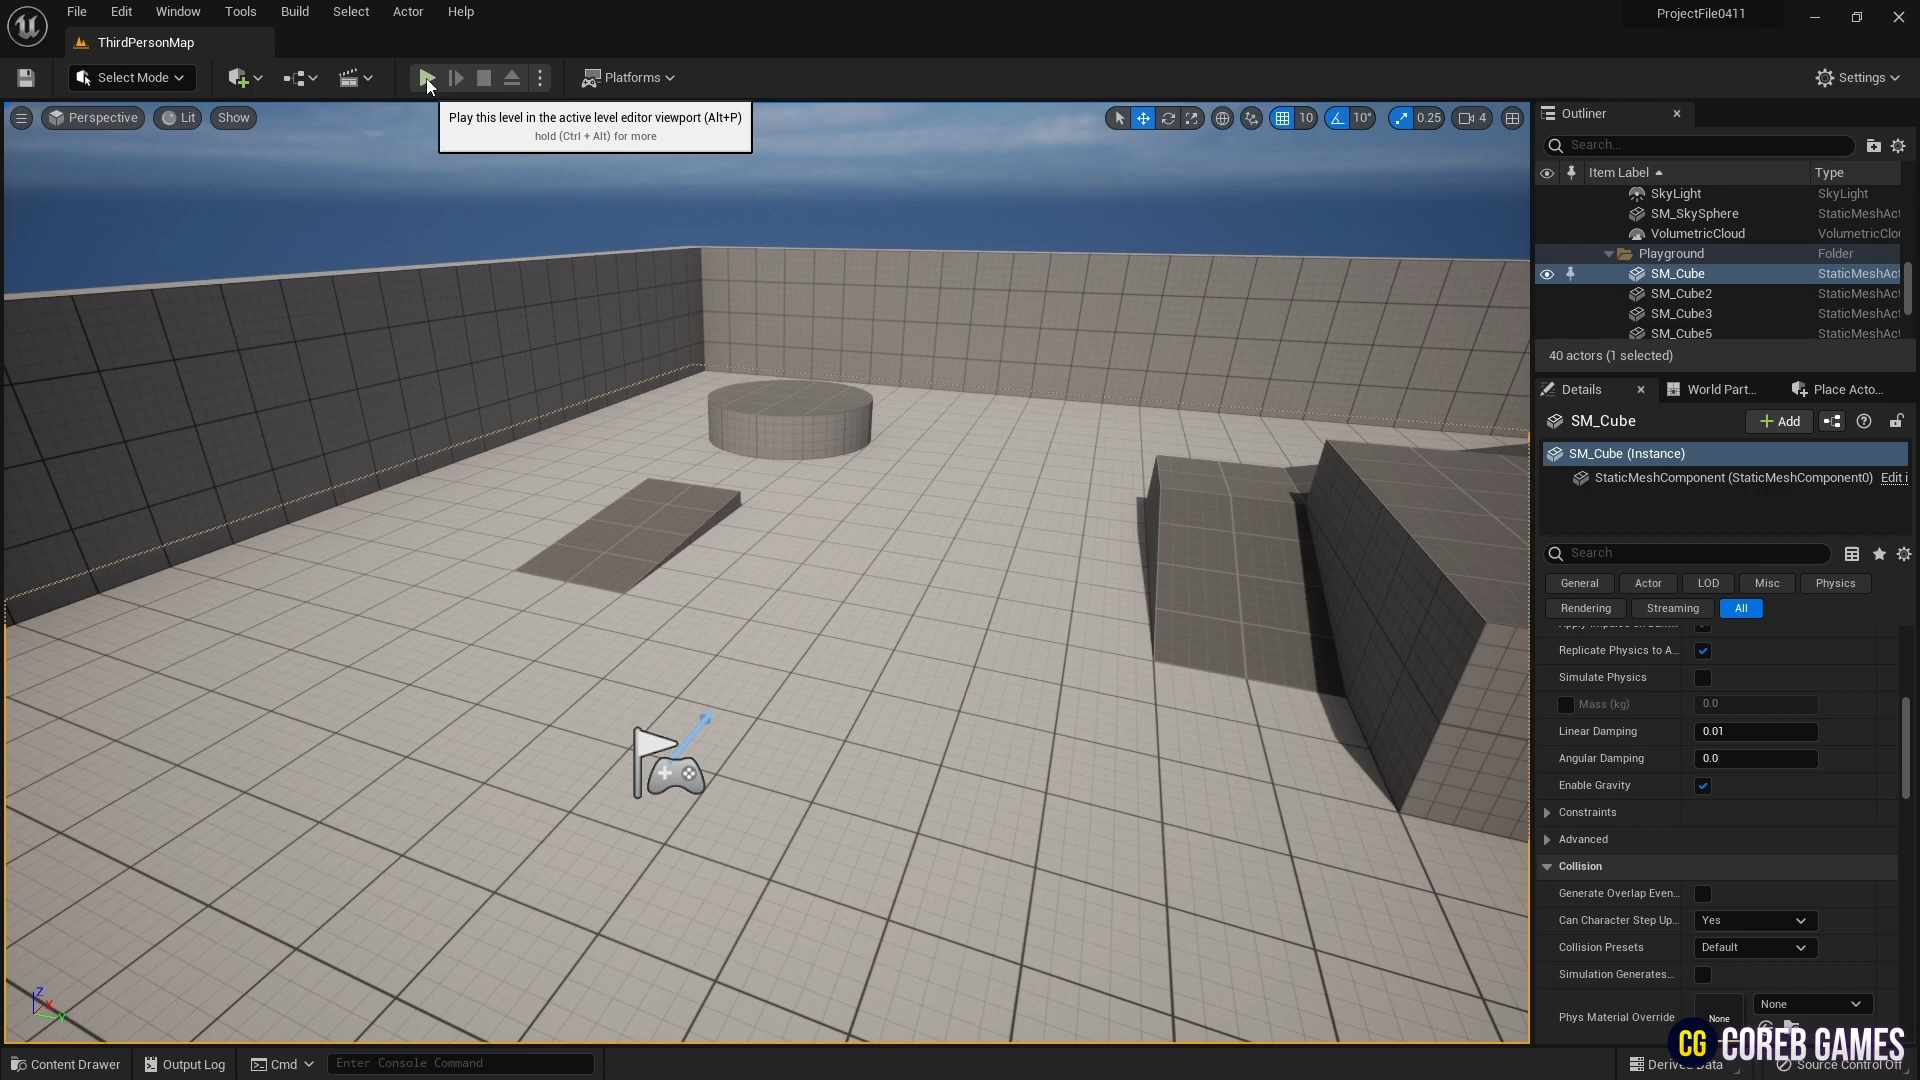 File Edit Window Tools Build Select Actor Help
ProjectFile0411
ThirdPersonMap
Select Mode
Platforms
Settings
Perspective
Lit
Show
Play this level in the active level editor viewport (Alt+P)
hold (Ctrl + Alt) for more
10
10°
0.25
4
Outliner
Search...
Item Label
Type
SkyLight
SkyLight
SM_SkySphere
StaticMeshAct
VolumetricCloud
VolumetricClou
Playground
Folder
SM_Cube
StaticMeshAct
SM_Cube2
StaticMeshAct
SM_Cube3
StaticMeshAct
SM_Cube5
StaticMeshAct
40 actors (1 selected)
Details
World Part...
Place Acto...
SM_Cube
Add
SM_Cube (Instance)
StaticMeshComponent (StaticMeshComponent0)
Edit i
Search
General
Actor
LOD
Misc
Physics
Rendering
Streaming
All
Replicate Physics to A...
Simulate Physics
Mass (kg)
0.0
Linear Damping
0.01
Angular Damping
0.0
Enable Gravity
Constraints
Advanced
Collision
Generate Overlap Even...
Can Character Step Up...
Yes
Collision Presets
Default
Simulation Generates...
Phys Material Override
None
None
Z
X
Y
CG COREB GAMES
Content Drawer
Output Log
Cmd
Enter Console Command
Derived Data
Source Control Off